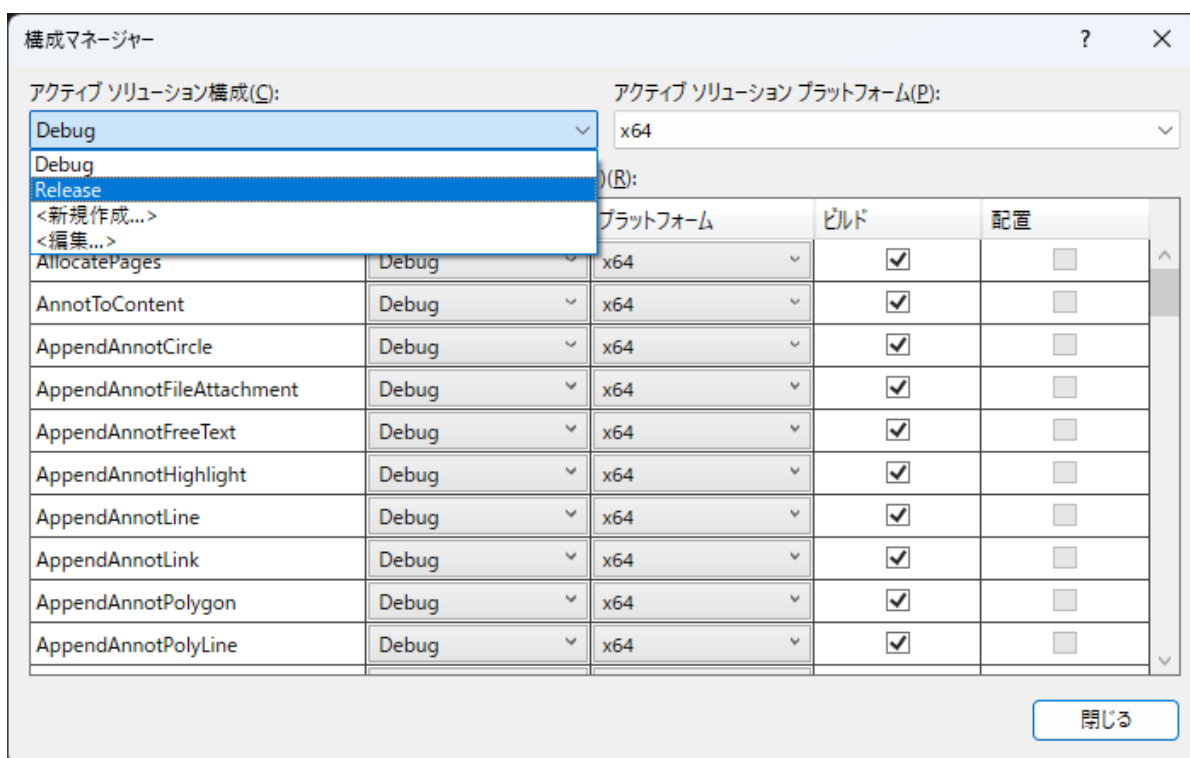 構成マネージャー ? ×
アクティブ ソリューション構成(C): アクティブ ソリューション プラットフォーム(P):
Debug x64
Debug
Release )(R):
<新規作成...> プラットフォーム ビルド 配置
<編集...>
AllocatePages Debug x64
AnnotToContent Debug x64
AppendAnnotCircle Debug x64
AppendAnnotFileAttachment Debug x64
AppendAnnotFreeText Debug x64
AppendAnnotHighlight Debug x64
AppendAnnotLine Debug x64
AppendAnnotLink Debug x64
AppendAnnotPolygon Debug x64
AppendAnnotPolyLine Debug x64
閉じる